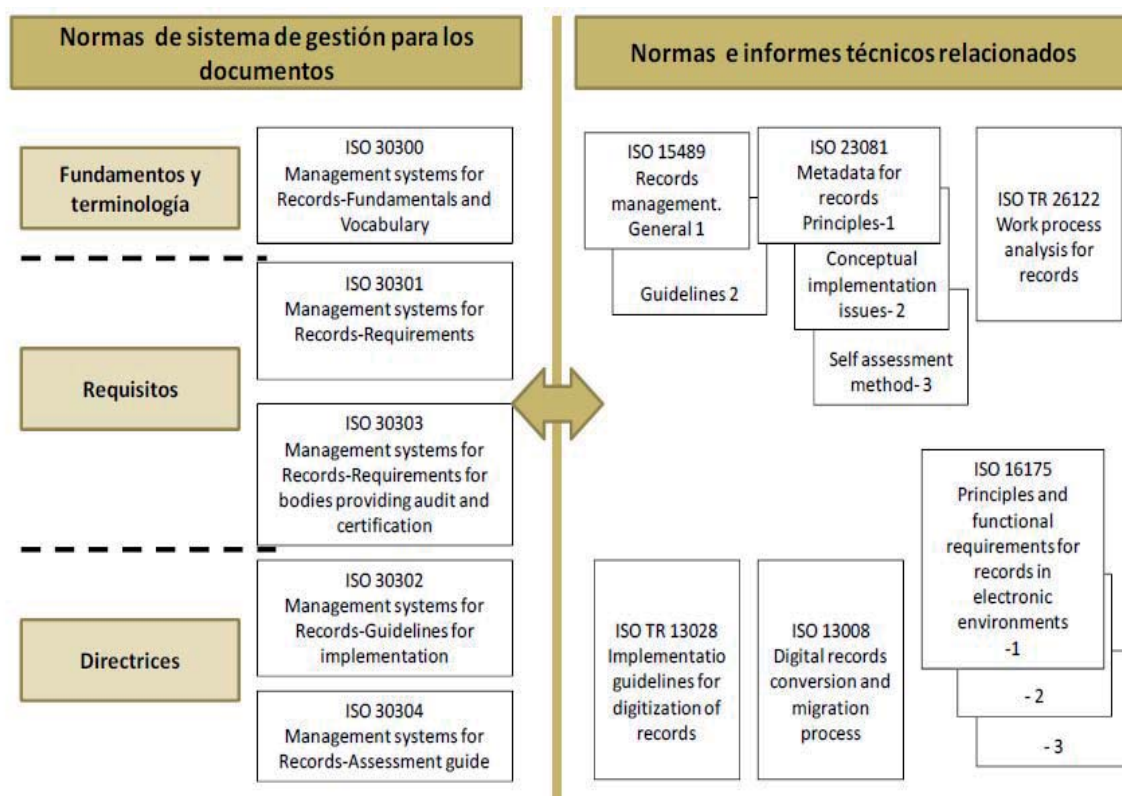 Normas de sistema de gestión para los
documentos
Fundamentos y
terminología
ISO 30300
Management systems for
Records-Fundamentals and
Vocabulary
Requisitos
ISO 30301
Management systems for
Records-Requirements
ISO 30303
Management systems for
Records-Requirements for
bodies providing audit and
certification
Directrices
ISO 30302
Management systems for
Records-Guidelines for
implementation
ISO 30304
Management systems for
Records-Assessment guide
Normas e informes técnicos relacionados
ISO 15489
Records
management.
General 1
Guidelines 2
ISO 23081
Metadata for
records
Principles-1
Conceptual
implementation
issues- 2
Self assessment
method- 3
ISO TR 26122
Work process
analysis for
records
ISO TR 13028
Implementatio
guidelines for
digitization of
records
ISO 13008
Digital records
conversion and
migration
process
ISO 16175
Principles and
functional
requirements for
records in
electronic
environments
-1
- 2
- 3